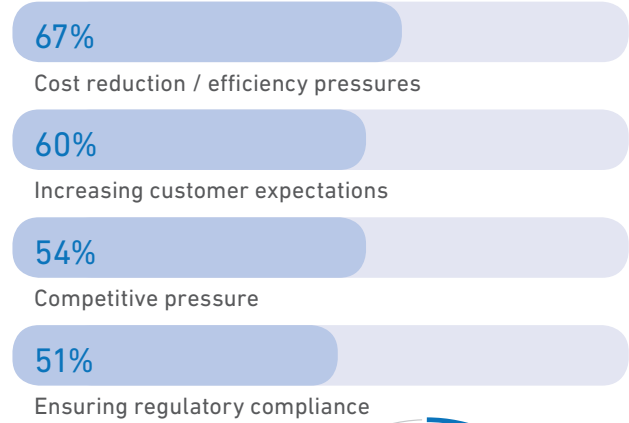 67%
Cost reduction / efficiency pressures
60%
Increasing customer expectations
54%
Competitive pressure
51%
Ensuring regulatory compliance